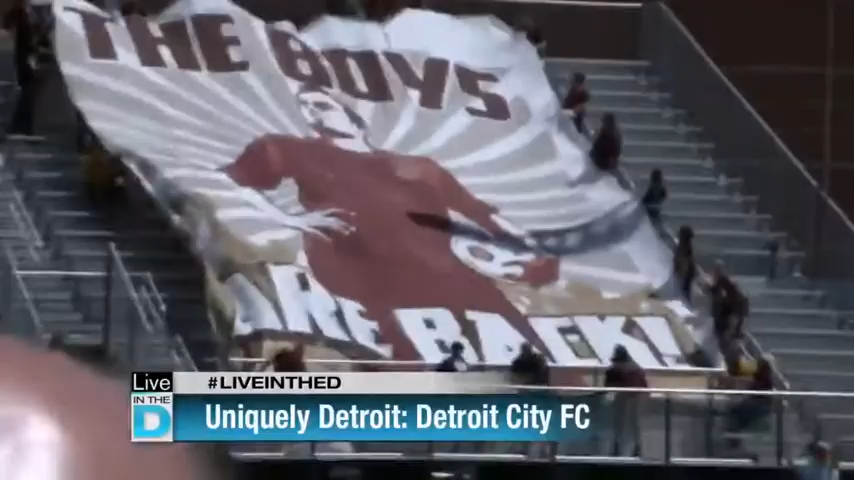 THE BOYS
ARE BACK!
Live
IN THE
D
#LIVEINTHED
Uniquely Detroit: Detroit City FC